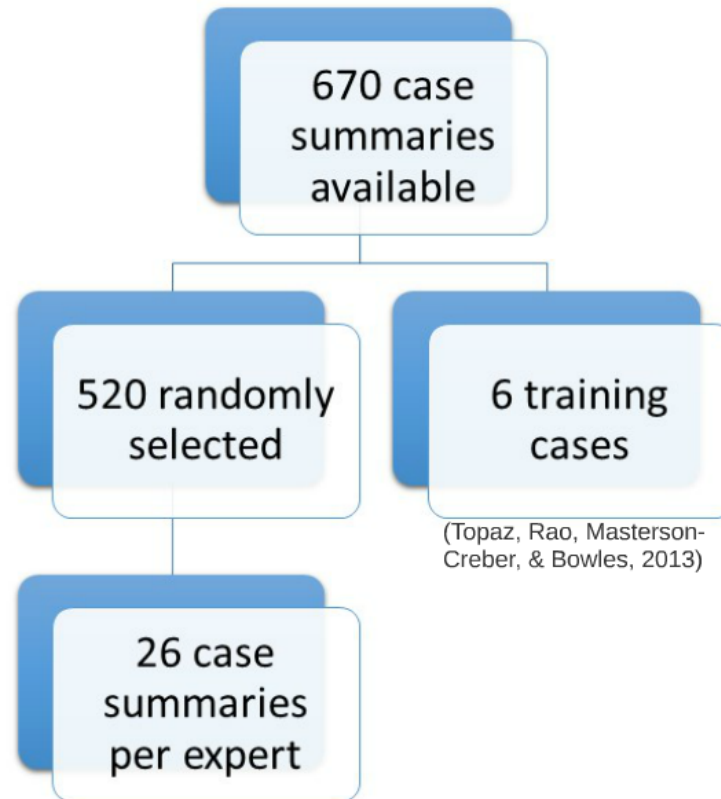 670 case
summaries
available
520 randomly
selected
6 training
cases
(Topaz, Rao, Masterson-
Creber, & Bowles, 2013)
26 case
summaries
per expert